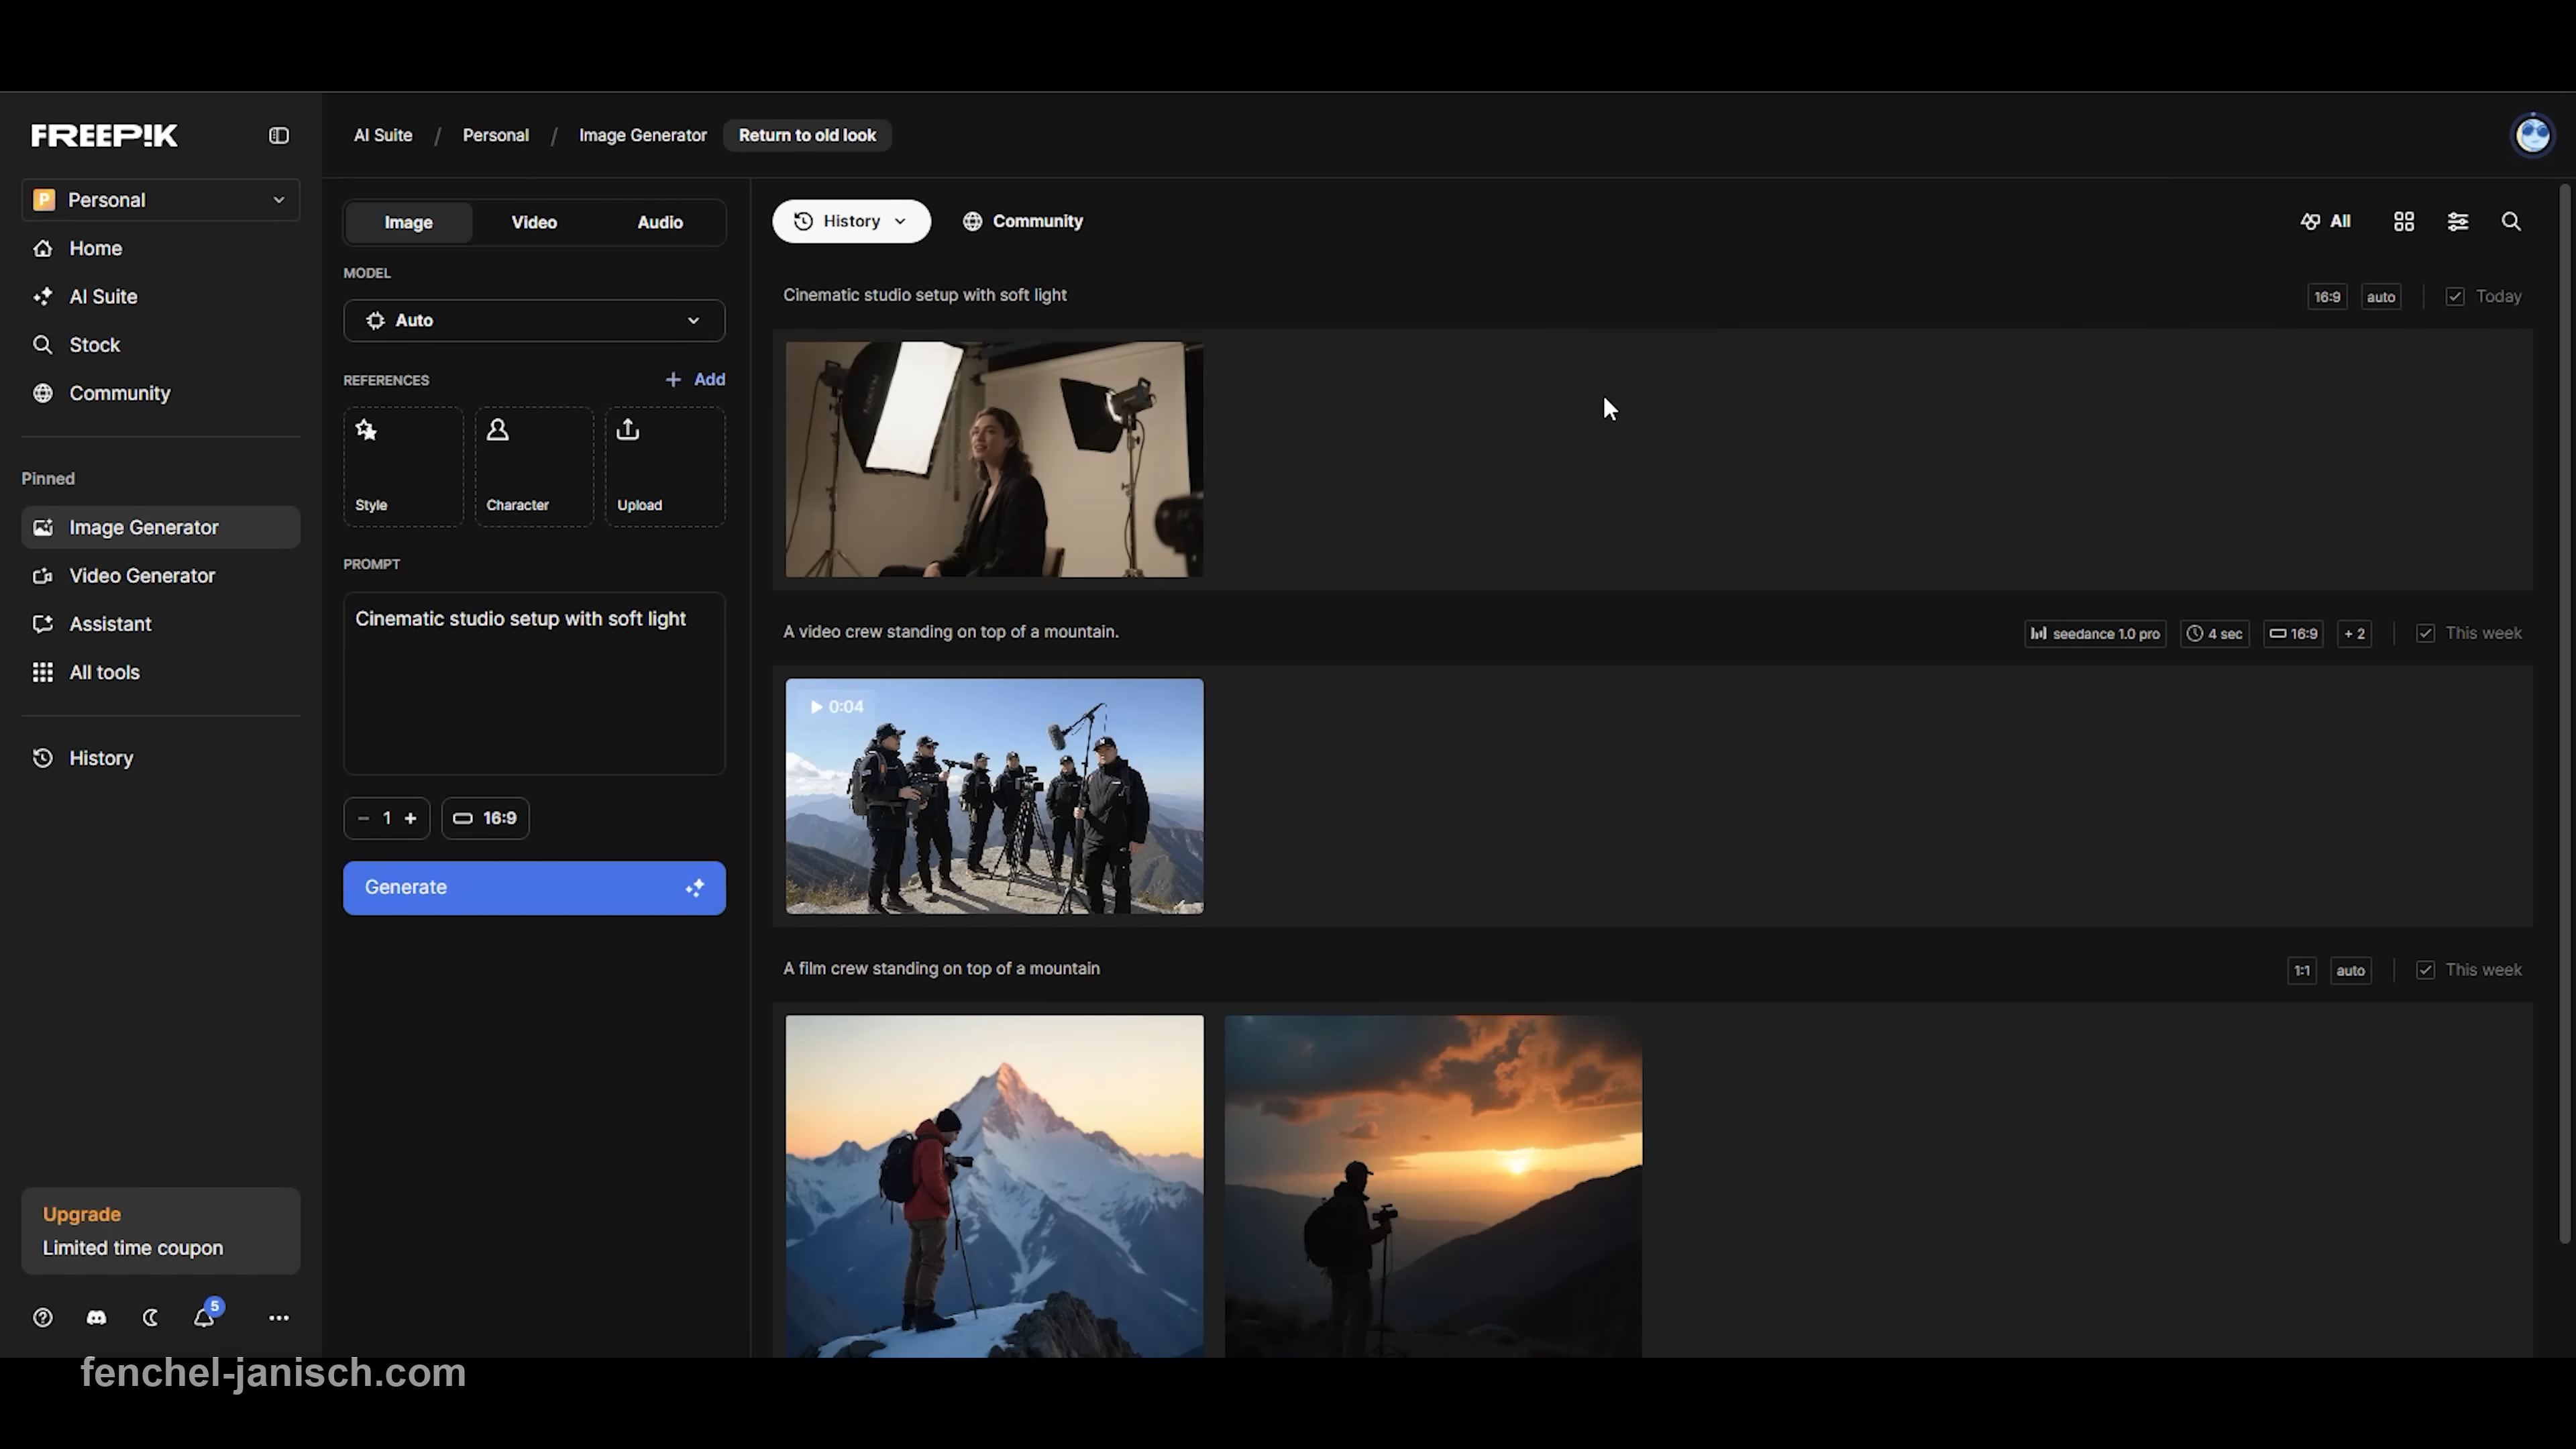 FREEP!K
AI Suite / Personal / Image Generator Return to old look
P Personal
Home
AI Suite
Stock
Community
Pinned
Image Generator
Video Generator
Assistant
All tools
History
Upgrade
Limited time coupon
5
Image Video Audio
MODEL
Auto
REFERENCES + Add
Style Character Upload
PROMPT
Cinematic studio setup with soft light
− 1 + 16:9
Generate
History Community All
Cinematic studio setup with soft light 16:9 auto Today
A video crew standing on top of a mountain. seedance 1.0 pro 4 sec 16:9 + 2 This week
0:04
A film crew standing on top of a mountain 1:1 auto This week
fenchel-janisch.com